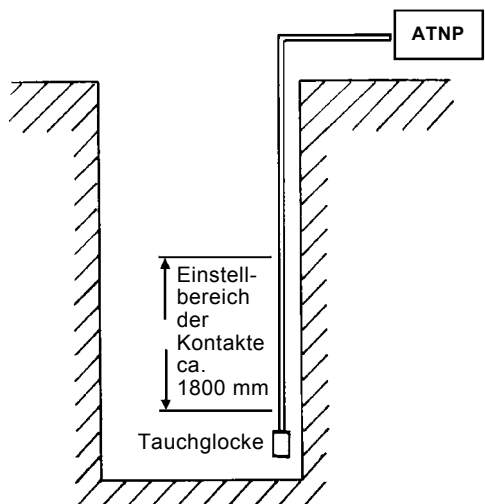 ATNP
Einstell-
bereich
der
Kontakte
ca.
1800 mm
Tauchglocke